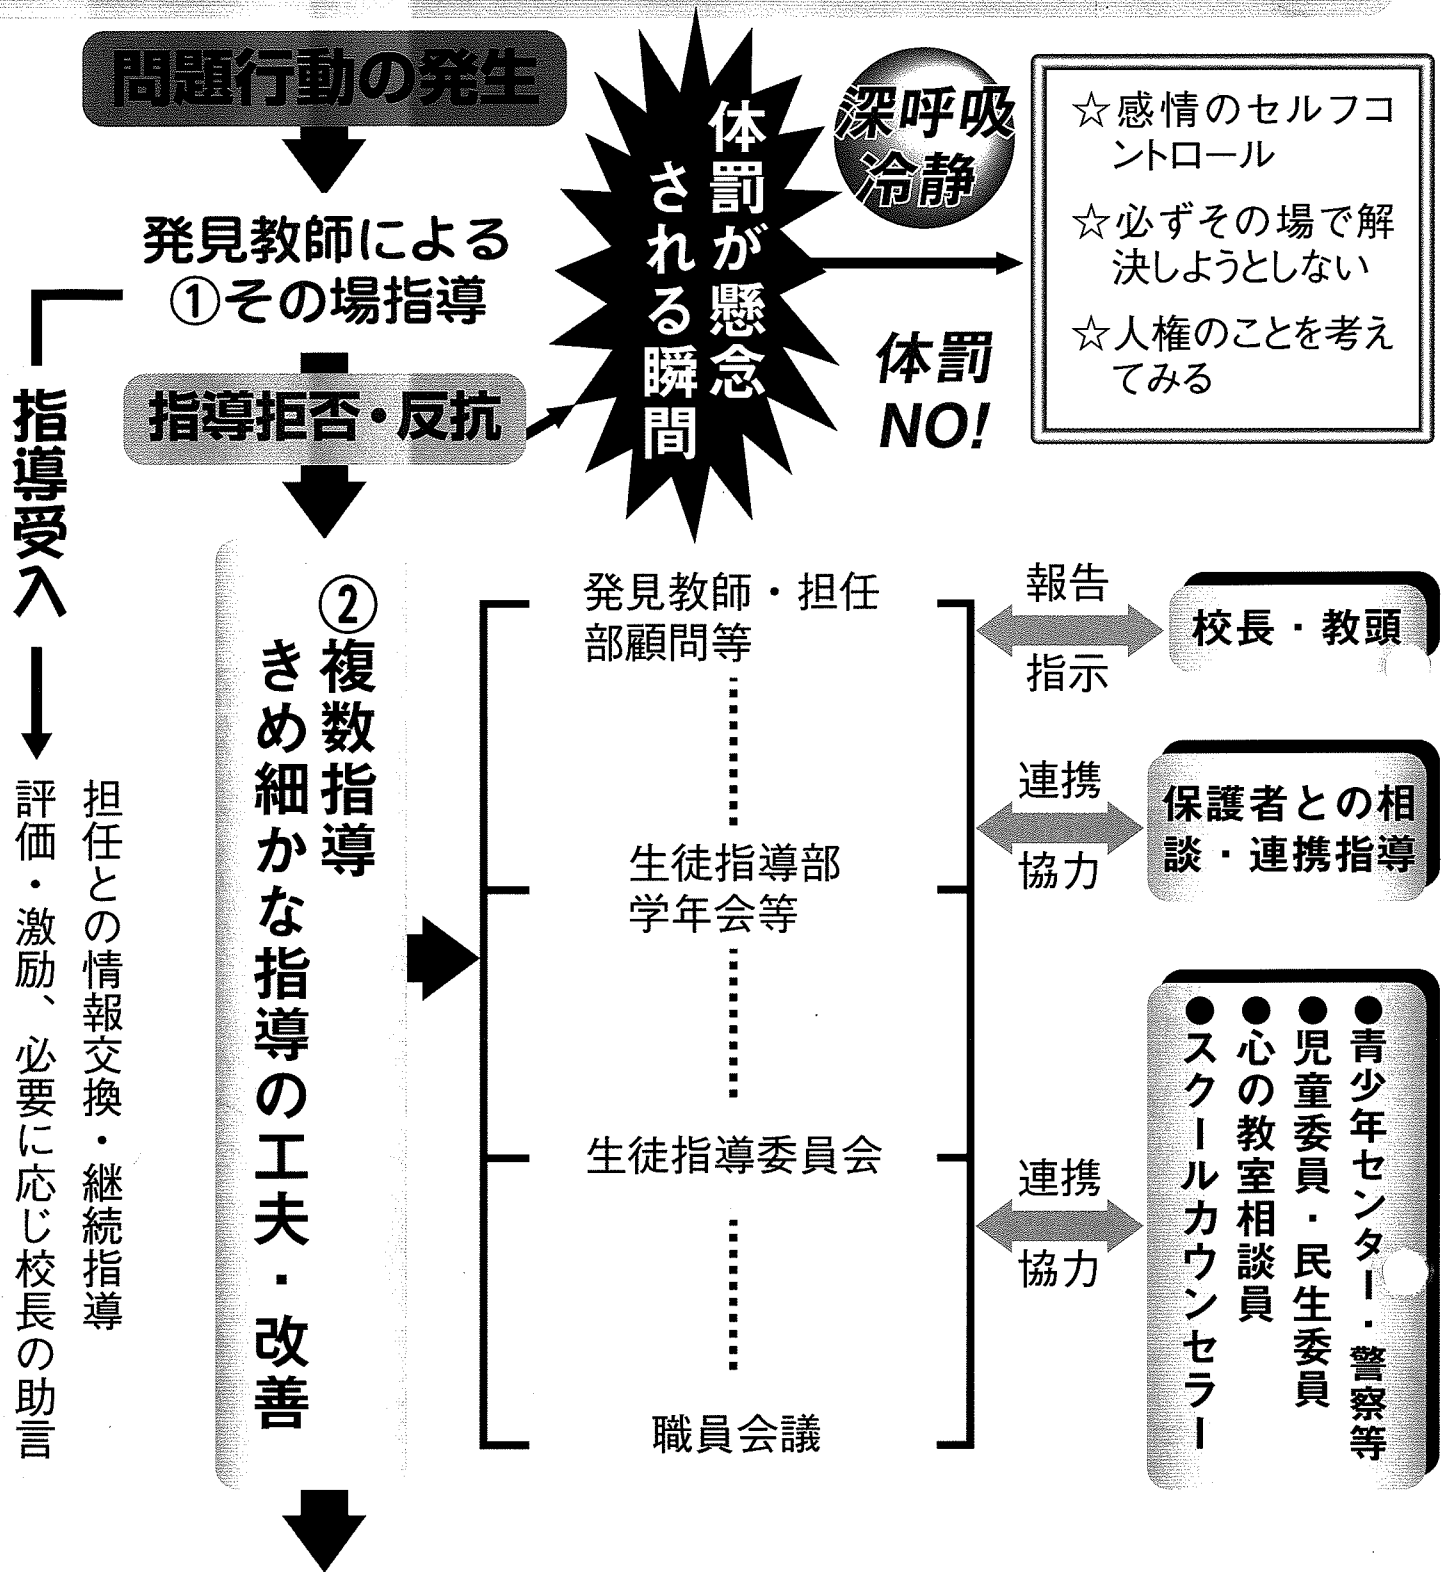 問題行動の発生
発見教師による
①その場指導
指導拒否・反抗
体罰が懸念
される瞬間
深呼吸
冷静
体罰
NO!
☆感情のセルフコ
ントロール
☆必ずその場で解
決しようとしない
☆人権のことを考え
てみる
指導受入
担任との情報交換・継続指導
評価・激励、必要に応じ校長の助言
②複数指導
きめ細かな指導の工夫・改善
発見教師・担任
部顧問等
生徒指導部
学年会等
生徒指導委員会
職員会議
報告
指示
校長・教頭
連携
協力
保護者との相
談・連携指導
連携
協力
●青少年センター・警察等
●児童委員・民生委員
●心の教室相談員
●スクールカウンセラー